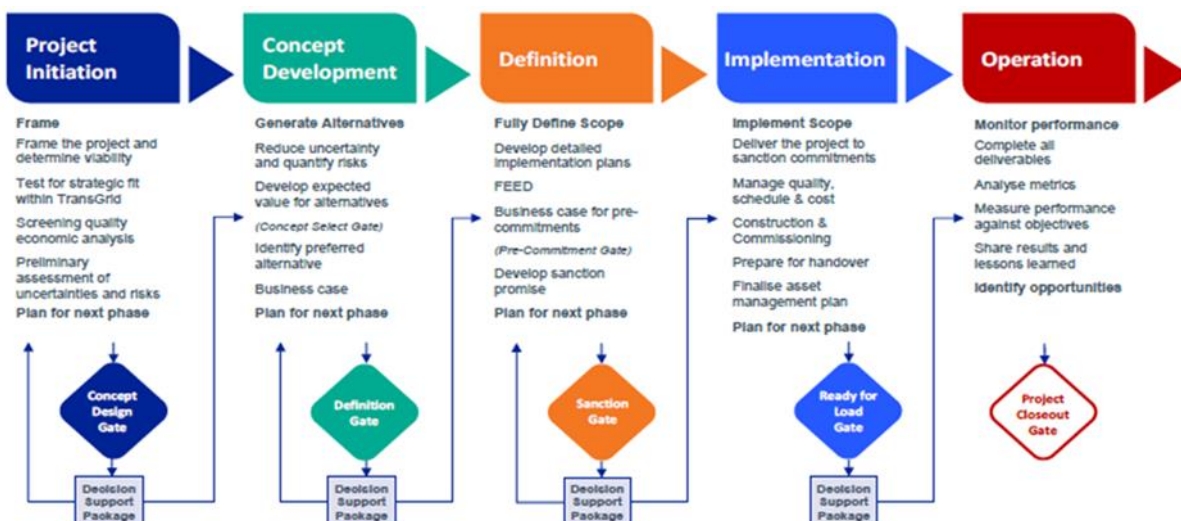 Project
Initiation
Concept
Development
Definition
Implementation
Operation
Frame
Frame the project and
determine viability
Test for strategic fit
within TransGrid
Screening quality
economic analysis
Preliminary
assessment of
uncertainties and risks
Plan for next phase
Generate Alternatives
Reduce uncertainty
and quantify risks
Develop expected
value for alternatives
(Concept Select Gate)
Identify preferred
alternative
Business case
Plan for next phase
Fully Define Scope
Develop detailed
implementation plans
FEED
Business case for pre-
commitments
(Pre-Commitment Gate)
Develop sanction
promise
Plan for next phase
Implement Scope
Deliver the project to
sanction commitments
Manage quality,
schedule & cost
Construction &
Commissioning
Prepare for handover
Finalise asset
management plan
Plan for next phase
Monitor performance
Complete all
deliverables
Analyse metrics
Measure performance
against objectives
Share results and
lessons learned
Identify opportunities
Concept
Design
Gate
Definition
Gate
Sanction
Gate
Ready for
Load
Gate
Project
Closeout
Gate
Decision
Support
Package
Decision
Support
Package
Decision
Support
Package
Decision
Support
Package